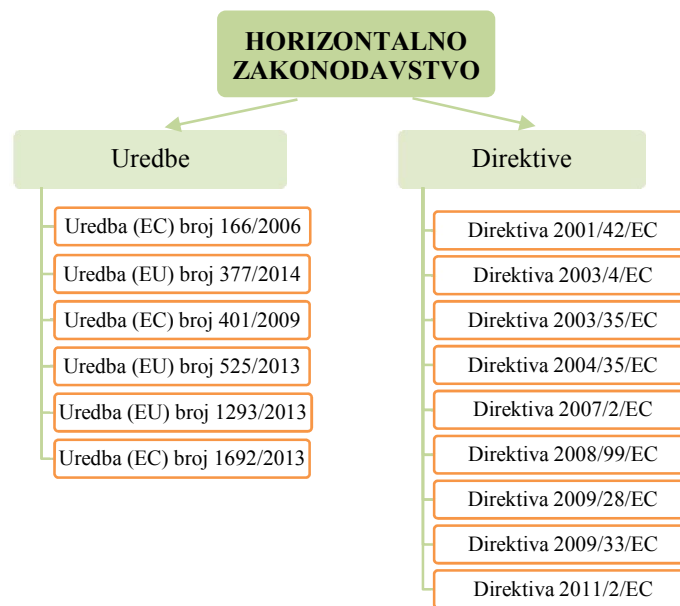 HORIZONTALNO
ZAKONODAVSTVO
Uredbe
Uredba (EC) broj 166/2006
Uredba (EU) broj 377/2014
Uredba (EC) broj 401/2009
Uredba (EU) broj 525/2013
Uredba (EU) broj 1293/2013
Uredba (EC) broj 1692/2013
Direktive
Direktiva 2001/42/EC
Direktiva 2003/4/EC
Direktiva 2003/35/EC
Direktiva 2004/35/EC
Direktiva 2007/2/EC
Direktiva 2008/99/EC
Direktiva 2009/28/EC
Direktiva 2009/33/EC
Direktiva 2011/2/EC